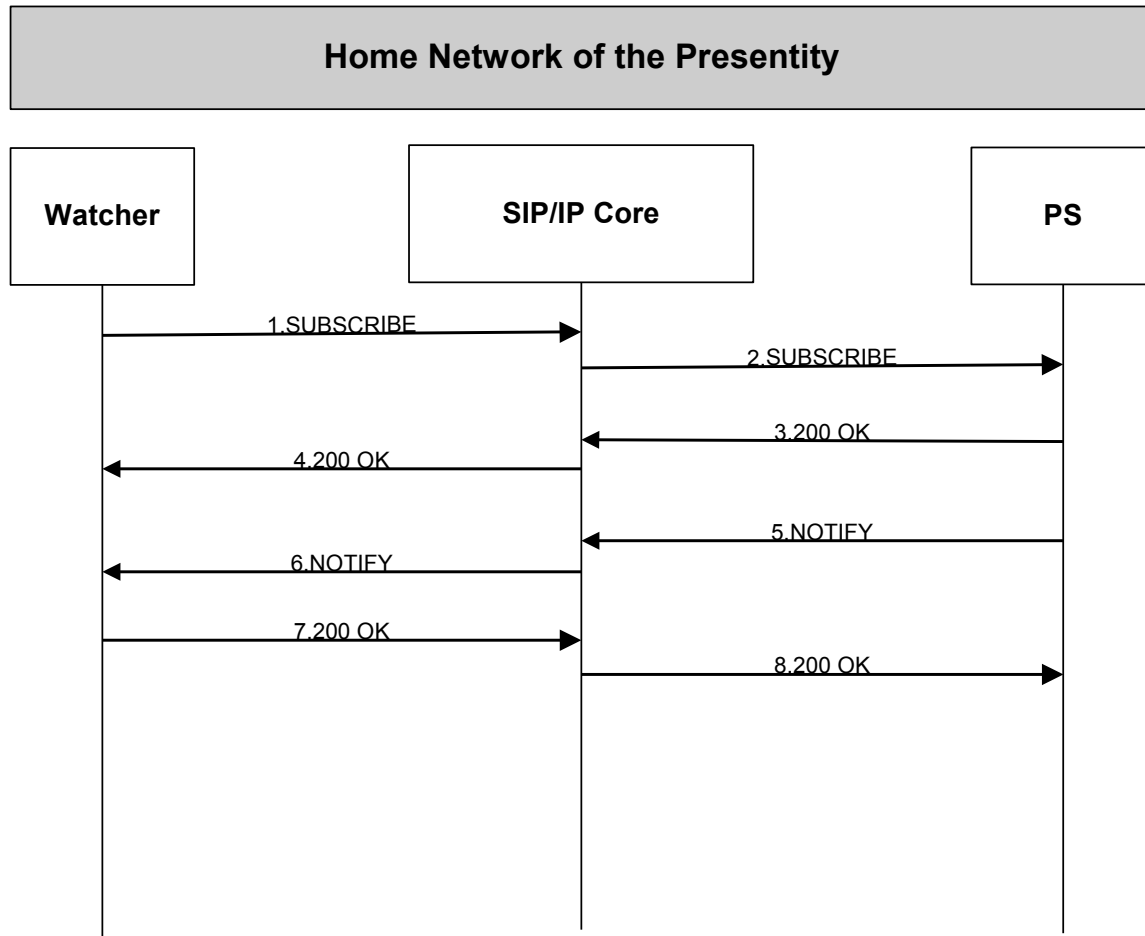 Home Network of the Presentity
Watcher
SIP/IP Core
PS
1.SUBSCRIBE
2.SUBSCRIBE
3.200 OK
4.200 OK
5.NOTIFY
6.NOTIFY
7.200 OK
8.200 OK